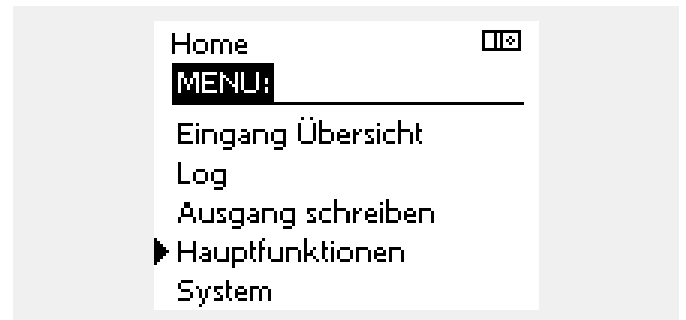 Home
MENU:
Eingang Übersicht
Log
Ausgang schreiben
Hauptfunktionen
System